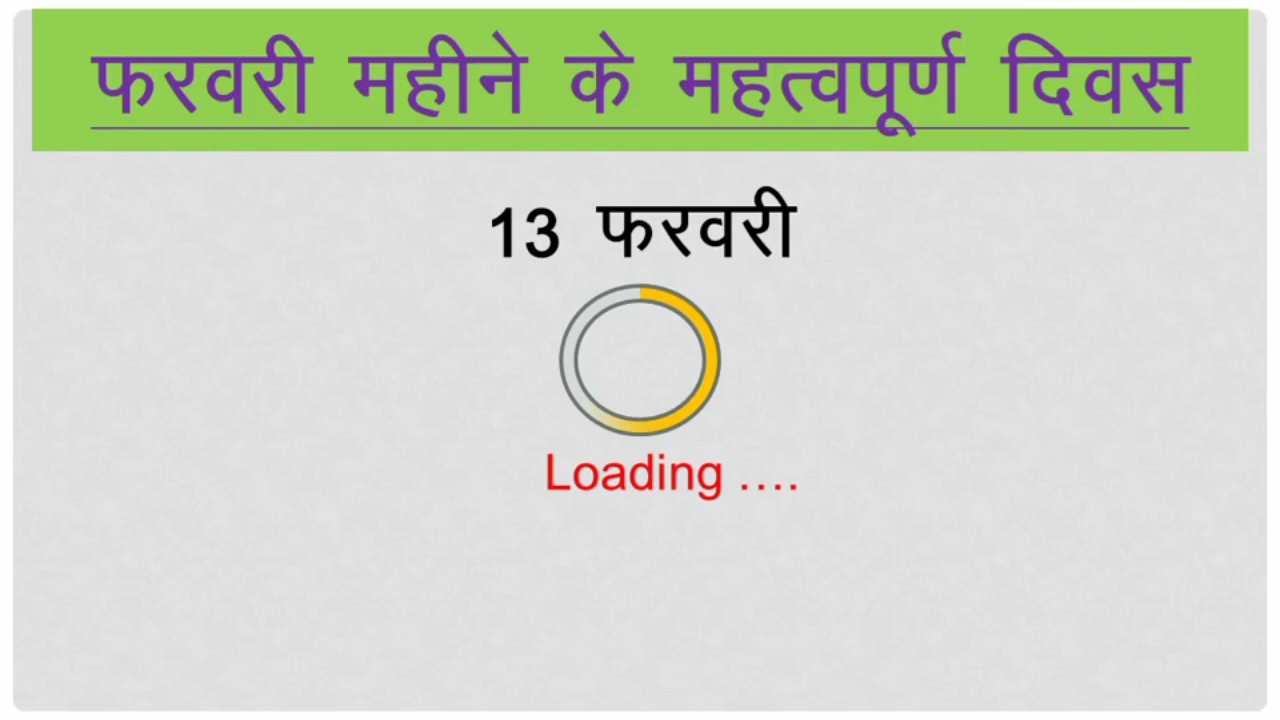 फरवरी महीने के महत्वपूर्ण दिवस
13 फरवरी
Loading ....